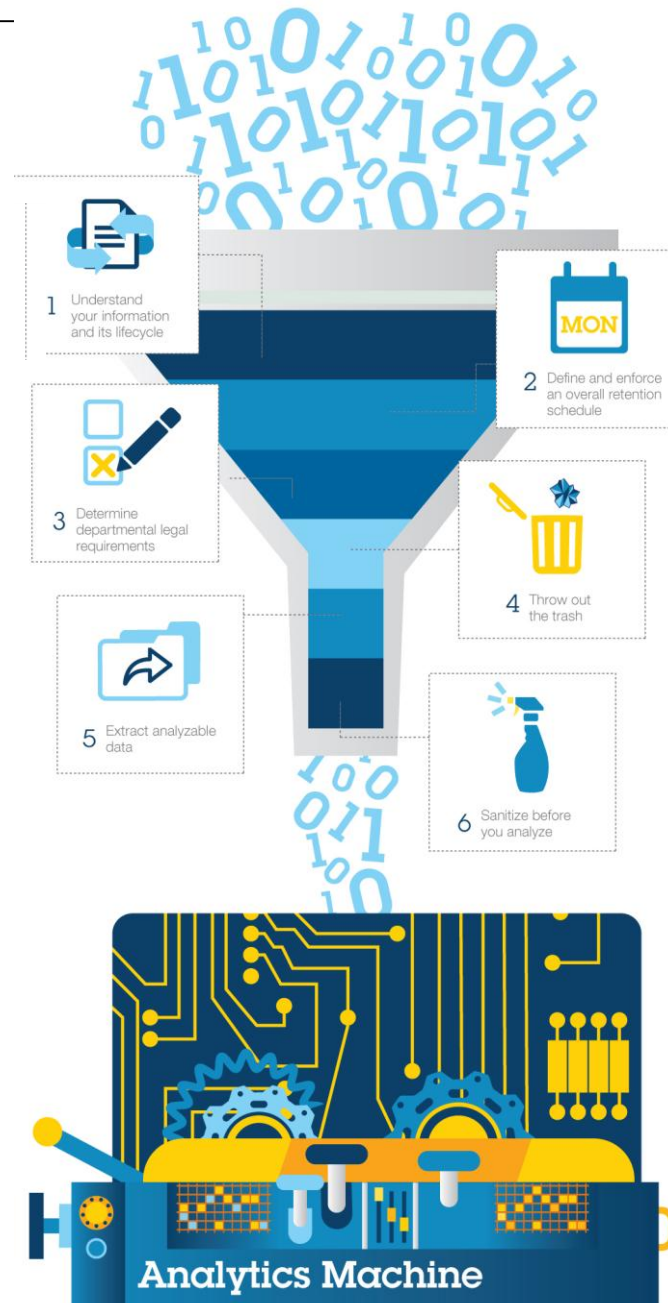 1 Understand
your information
and its lifecycle
MON
2 Define and enforce
an overall retention
schedule
3 Determine
departmental legal
requirements
4 Throw out
the trash
5 Extract analyzable
data
6 Sanitize before
you analyze
Analytics Machine